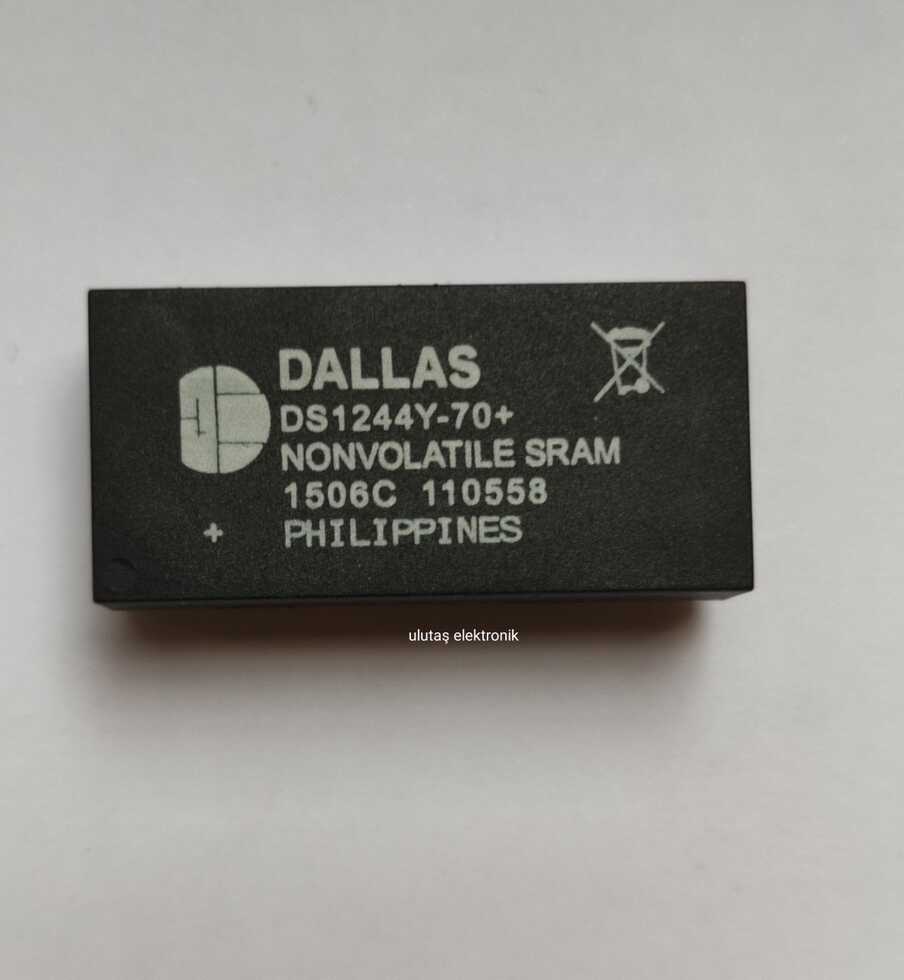 DALLAS
DS1244Y-70+
NONVOLATILE SRAM
1506C 110558
+ PHILIPPINES
ulutaş elektronik